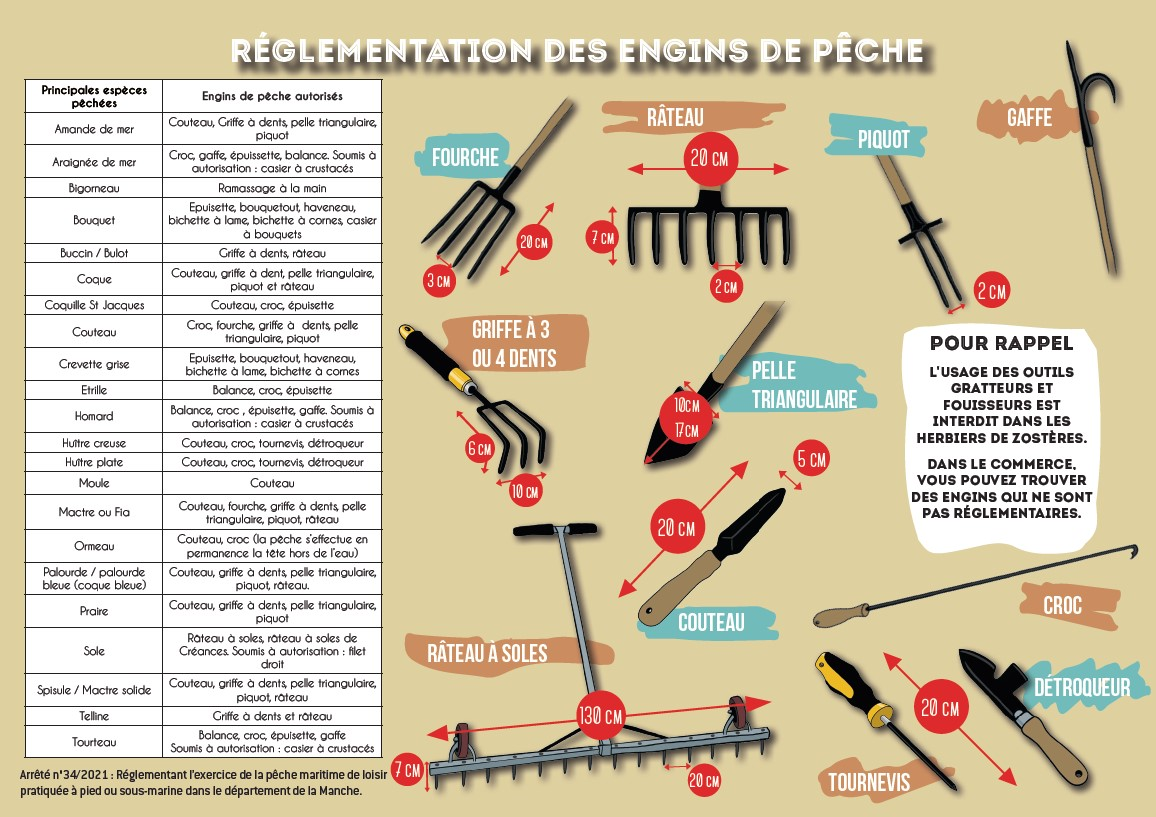 RÉGLEMENTATION DES ENGINS DE PÊCHE
Principales espèces
pêchées
Engins de pêche autorisés
Amande de mer
Couteau, Griffe à dents, pelle triangulaire,
piquot
Araignée de mer
Croc, gaffe, épuissette, balance. Soumis à
autorisation : casier à crustacés
Bigorneau
Ramassage à la main
Bouquet
Epuisette, bouquetout, haveneau,
bichette à lame, bichette à cornes, casier
à bouquets
Buccin / Bulot
Griffe à dents, râteau
Coque
Couteau, griffe à dent, pelle triangulaire,
piquot et râteau
Coquille St Jacques
Couteau, croc, épuisette
Couteau
Croc, fourche, griffe à dents, pelle
triangulaire, piquot
Crevette grise
Epuisette, bouquetout, haveneau,
bichette à lame, bichette à cornes
Etrille
Balance, croc, épuisette
Homard
Balance, croc , épuisette, gaffe. Soumis à
autorisation : casier à crustacés
Huître creuse
Couteau, croc, tournevis, détroqueur
Huître plate
Couteau, croc, tournevis, détroqueur
Moule
Couteau
Mactre ou Fia
Couteau, fourche, griffe à dents, pelle
triangulaire, piquot, râteau
Ormeau
Couteau, croc (la pêche s'effectue en
permanence la tête hors de l'eau)
Palourde / palourde
bleue (coque bleue)
Couteau, griffe à dents, pelle triangulaire,
piquot, râteau.
Praire
Couteau, griffe à dents, pelle triangulaire,
piquot
Sole
Râteau à soles, râteau à soles de
Créances. Soumis à autorisation : filet
droit
Spisule / Mactre solide
Couteau, griffe à dents, pelle triangulaire,
piquot, râteau
Telline
Griffe à dents et râteau
Tourteau
Balance, croc, épuisette, gaffe
Soumis à autorisation : casier à crustacés
Arrêté n°34/2021 : Réglementant l'exercice de la pêche maritime de loisir
pratiquée à pied ou sous-marine dans le département de la Manche.
FOURCHE
20 CM
3 CM
RÂTEAU
20 CM
7 CM
2 CM
PIQUOT
2 CM
GAFFE
GRIFFE À 3
OU 4 DENTS
6 CM
10 CM
PELLE
TRIANGULAIRE
10CM
17CM
POUR RAPPEL
L'USAGE DES OUTILS
GRATTEURS ET
FOUISSEURS EST
INTERDIT DANS LES
HERBIERS DE ZOSTÈRES.
DANS LE COMMERCE,
VOUS POUVEZ TROUVER
DES ENGINS QUI NE SONT
PAS RÉGLEMENTAIRES.
5 CM
20 CM
COUTEAU
CROC
RÂTEAU À SOLES
130 CM
7 CM
20 CM
TOURNEVIS
20 CM
DÉTROQUEUR